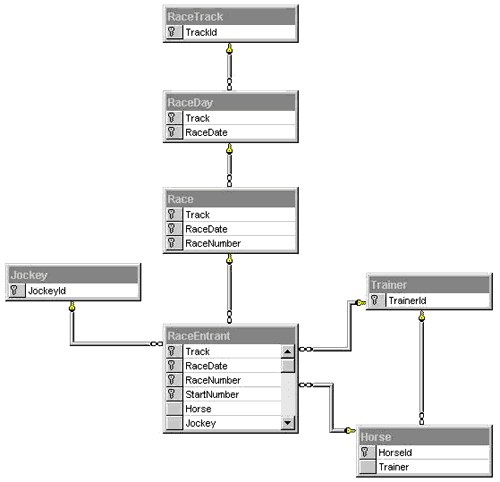 RaceTrack
TrackId
RaceDay
Track
RaceDate
Race
Track
RaceDate
RaceNumber
Jockey
JockeyId
Trainer
TrainerId
RaceEntrant
Track
RaceDate
RaceNumber
StartNumber
Horse
Jockey
Horse
HorseId
Trainer